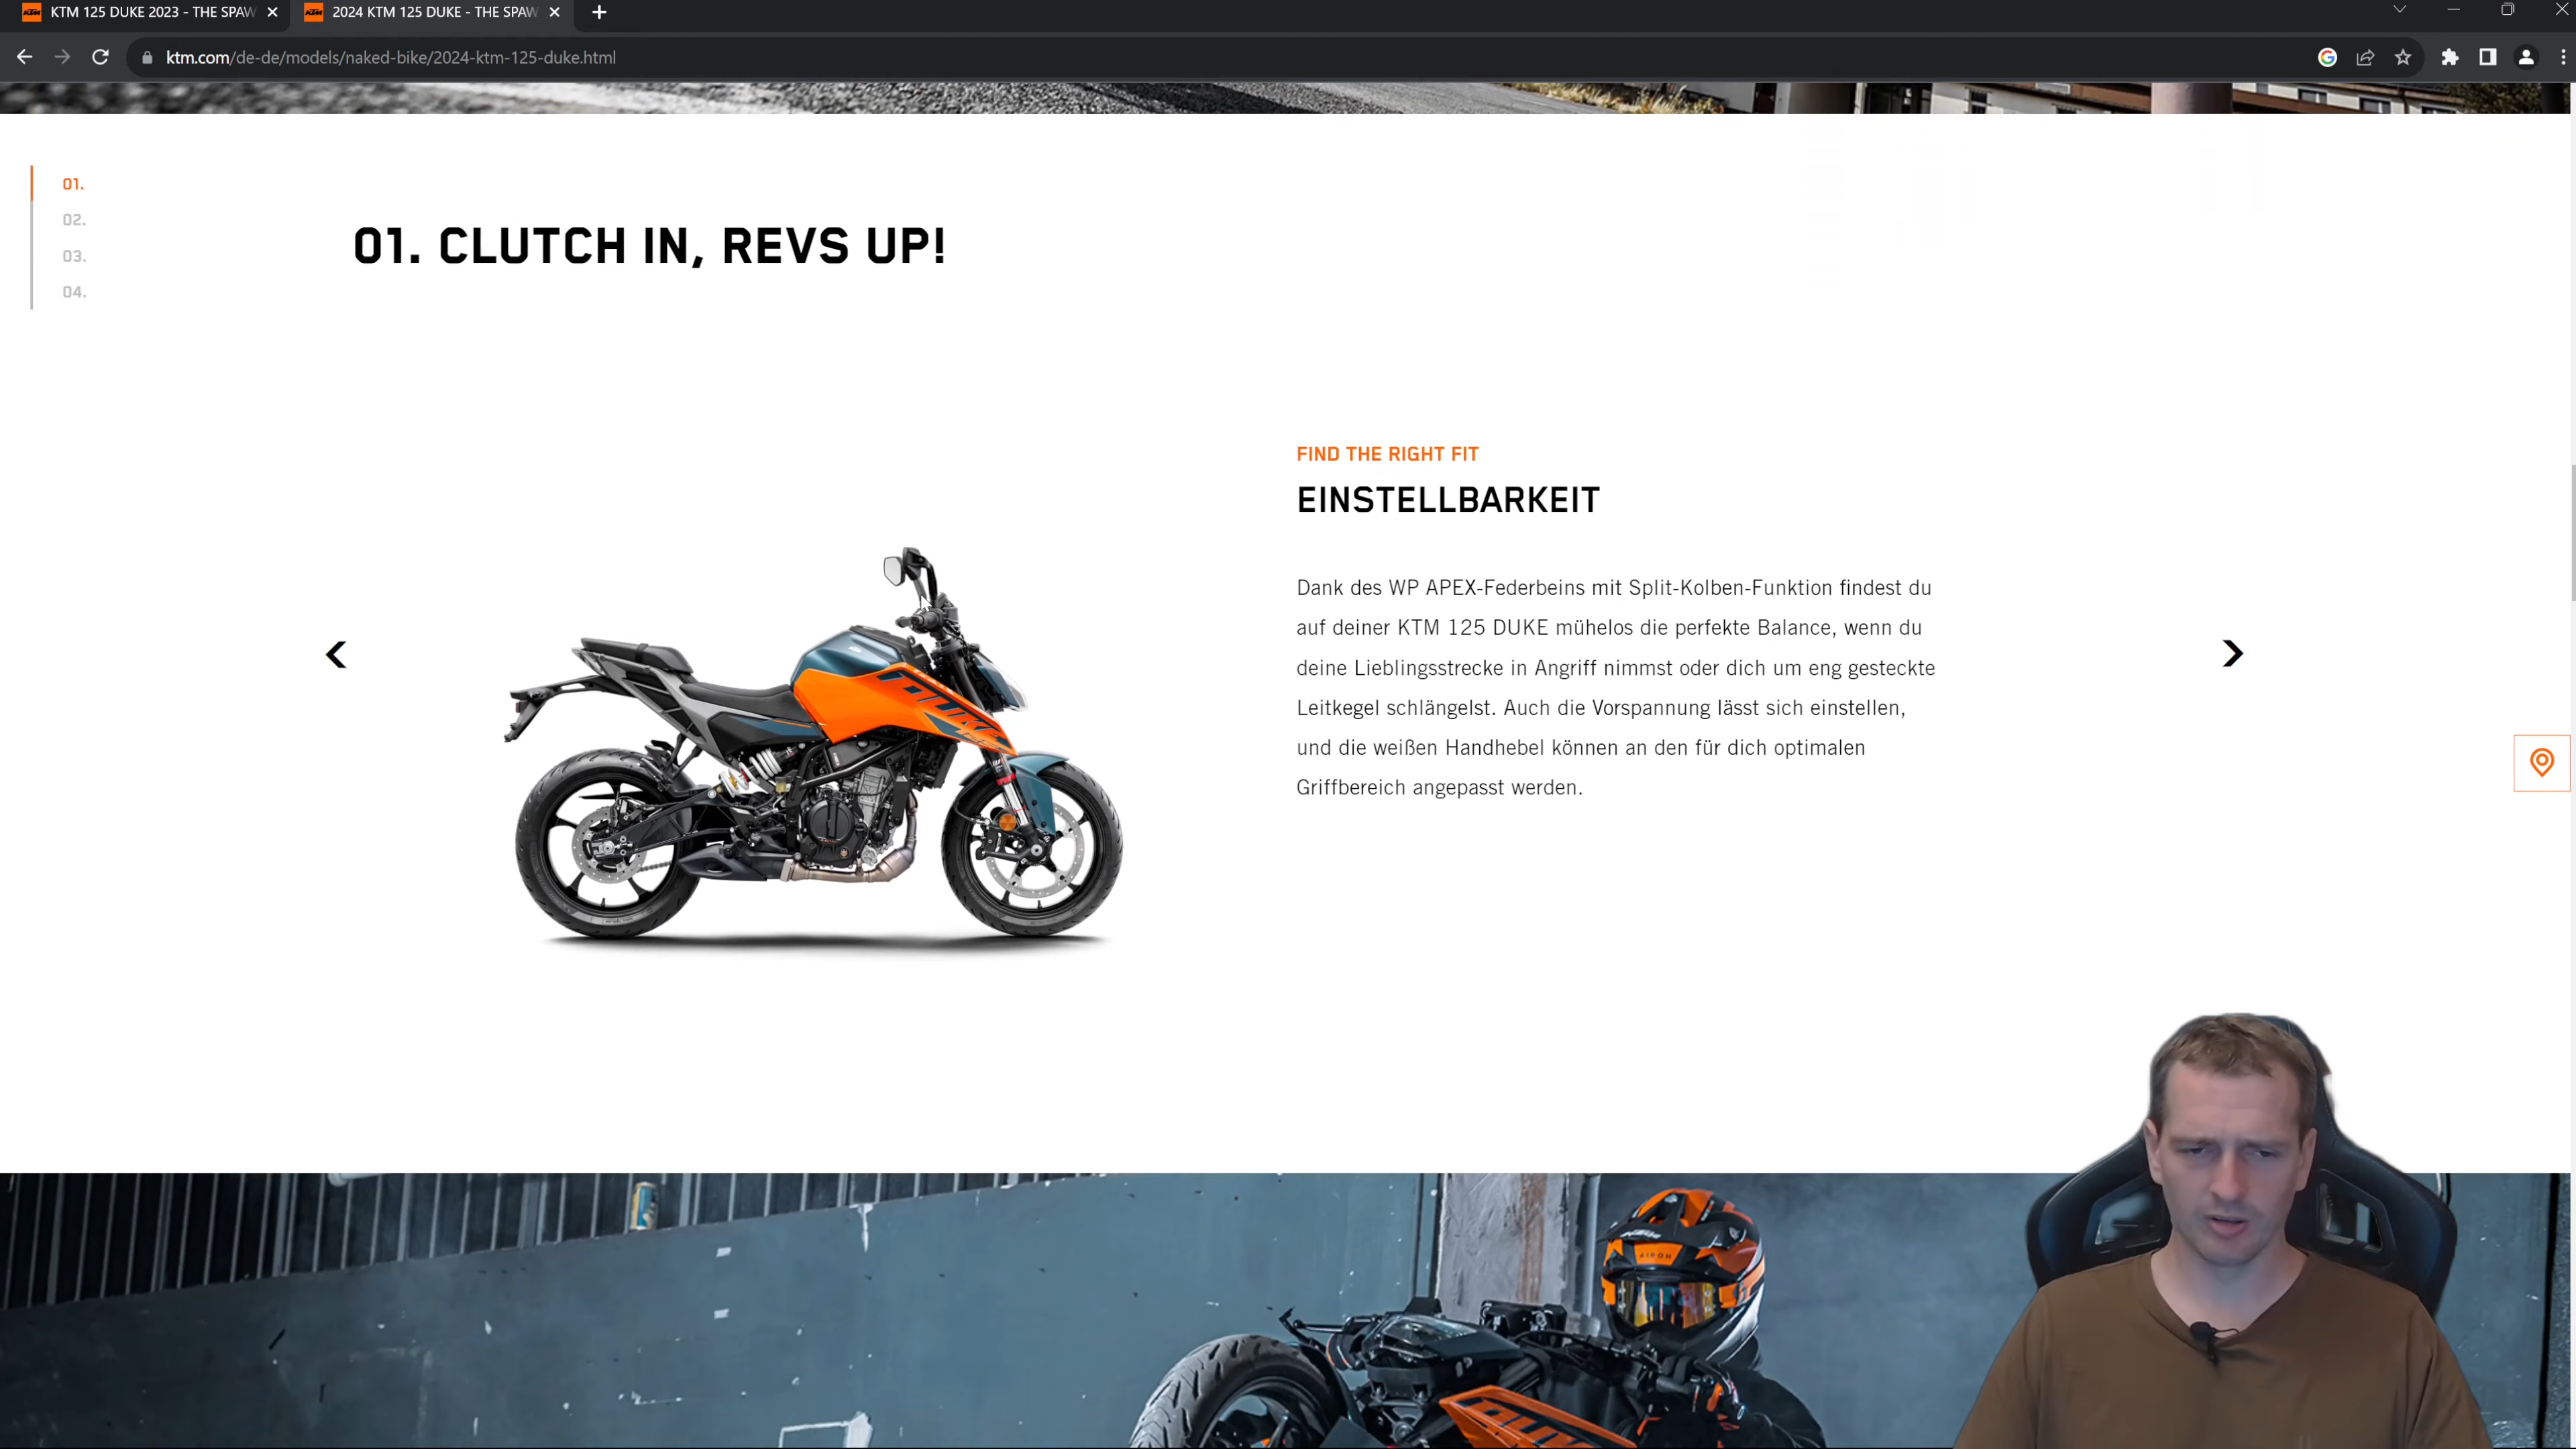 KTM 125 DUKE 2023 - THE SPAW
2024 KTM 125 DUKE - THE SPAW
ktm.com/de-de/models/naked-bike/2024-ktm-125-duke.html
01.
02.
03.
04.
01. CLUTCH IN, REVS UP!
FIND THE RIGHT FIT
EINSTELLBARKEIT
Dank des WP APEX-Federbeins mit Split-Kolben-Funktion findest du
auf deiner KTM 125 DUKE mühelos die perfekte Balance, wenn du
deine Lieblingsstrecke in Angriff nimmst oder dich um eng gesteckte
Leitkegel schlängelst. Auch die Vorspannung lässt sich einstellen,
und die weißen Handhebel können an den für dich optimalen
Griffbereich angepasst werden.
DUKE
AIROH
DUKE